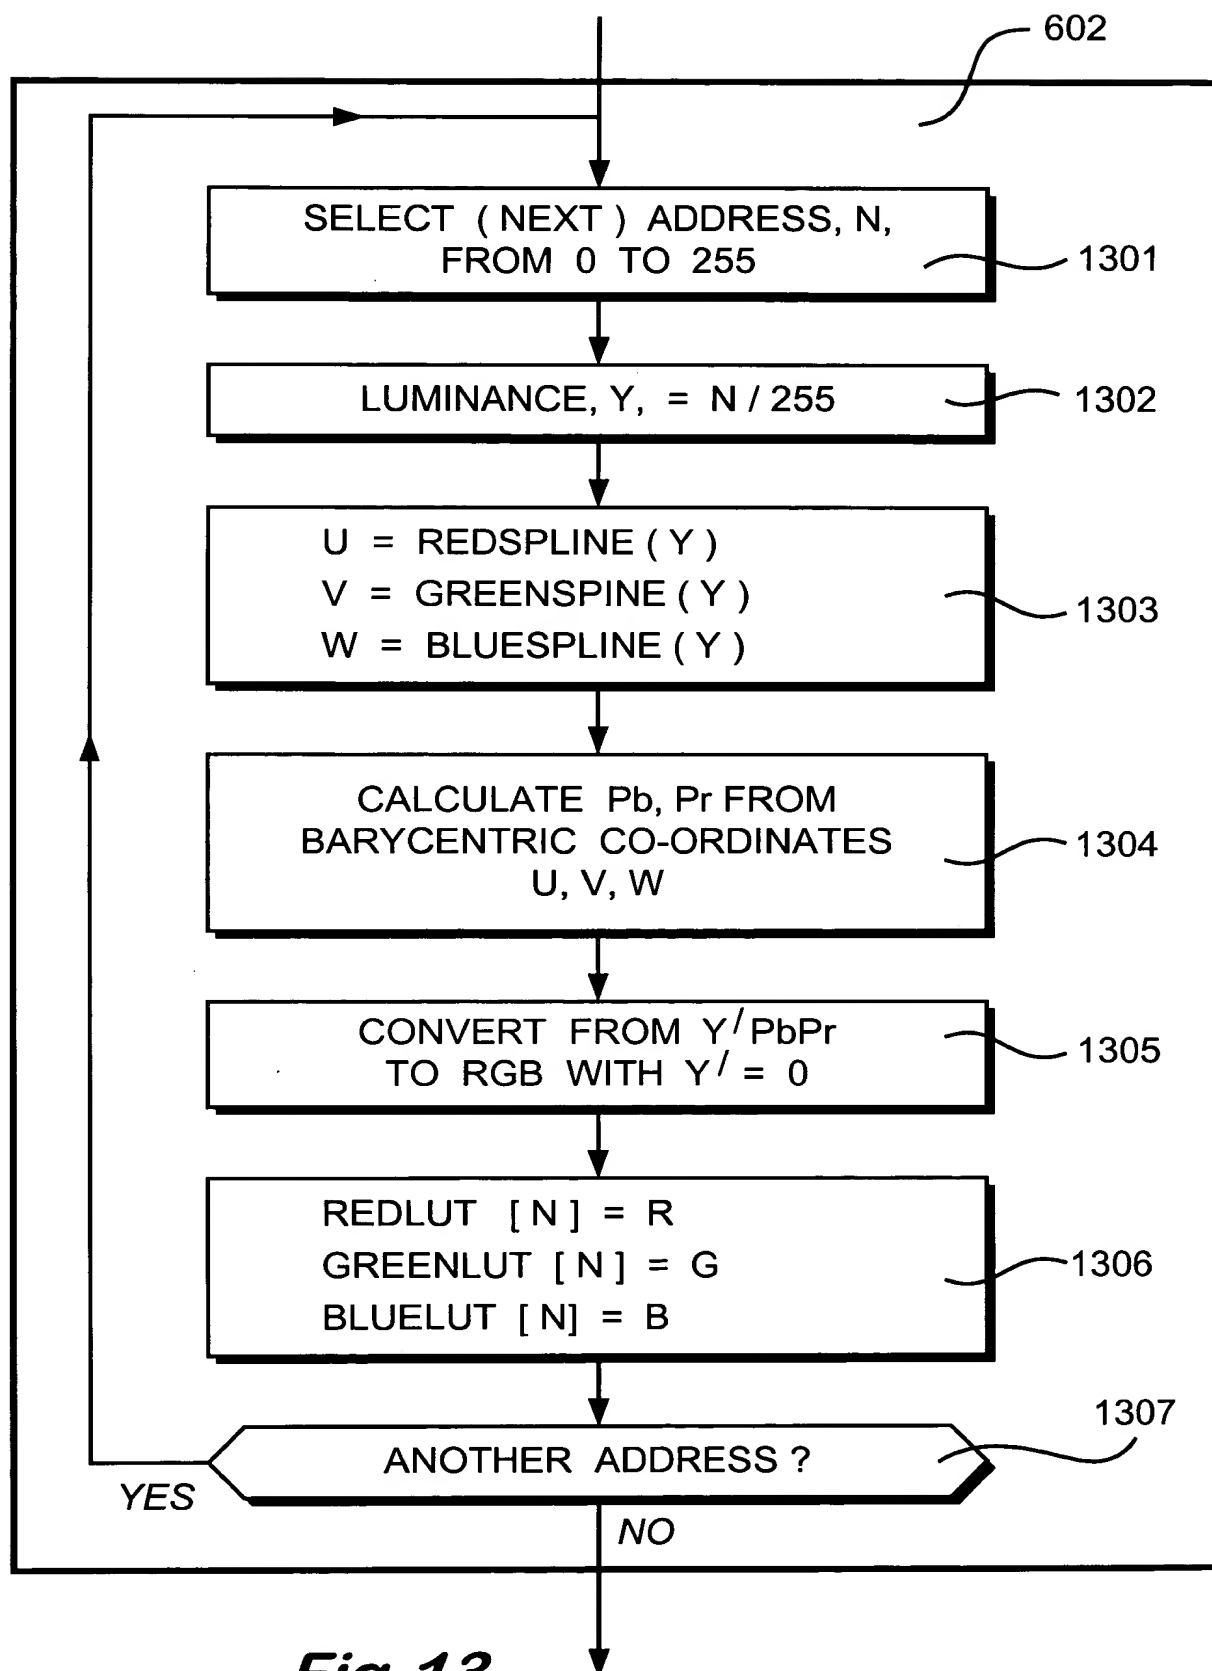 602
SELECT ( NEXT ) ADDRESS, N,
FROM 0 TO 255
1301
LUMINANCE, Y, = N / 255
1302
U = REDSPLINE ( Y )
V = GREENSPINE ( Y )
W = BLUESPLINE ( Y )
1303
CALCULATE Pb, Pr FROM
BARYCENTRIC CO-ORDINATES
U, V, W
1304
CONVERT FROM Y/PbPr
TO RGB WITH Y/ = 0
1305
REDLUT [ N ] = R
GREENLUT [ N ] = G
BLUELUT [ N] = B
1306
1307
ANOTHER ADDRESS ?
YES
NO
Fig 13